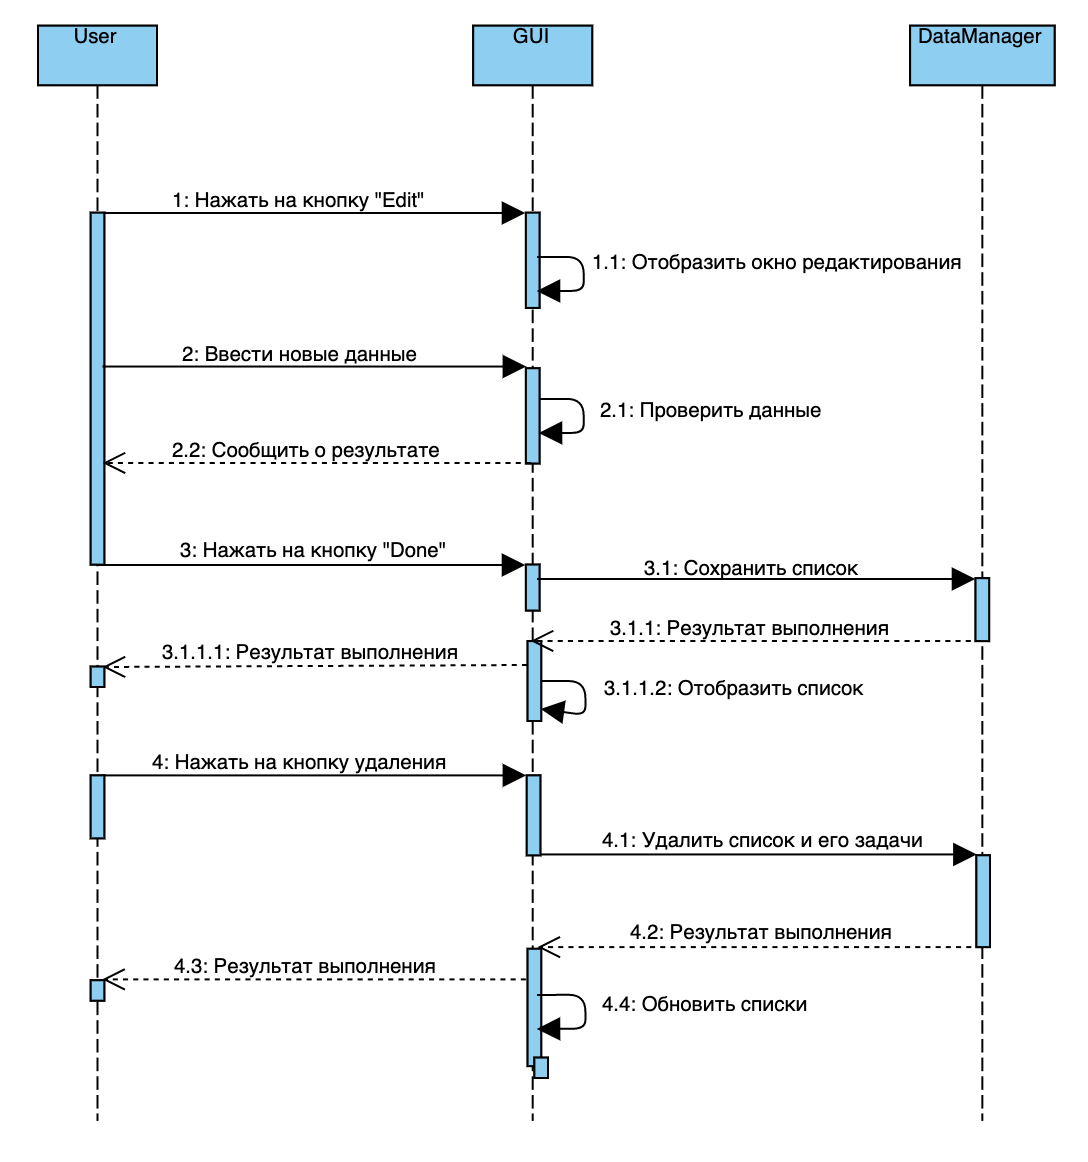 User
GUI
DataManager
1: Нажать на кнопку "Edit"
1.1: Отобразить окно редактирования
2: Ввести новые данные
2.1: Проверить данные
2.2: Сообщить о результате
3: Нажать на кнопку "Done"
3.1: Сохранить список
3.1.1: Результат выполнения
3.1.1.1: Результат выполнения
3.1.1.2: Отобразить список
4: Нажать на кнопку удаления
4.1: Удалить список и его задачи
4.2: Результат выполнения
4.3: Результат выполнения
4.4: Обновить списки